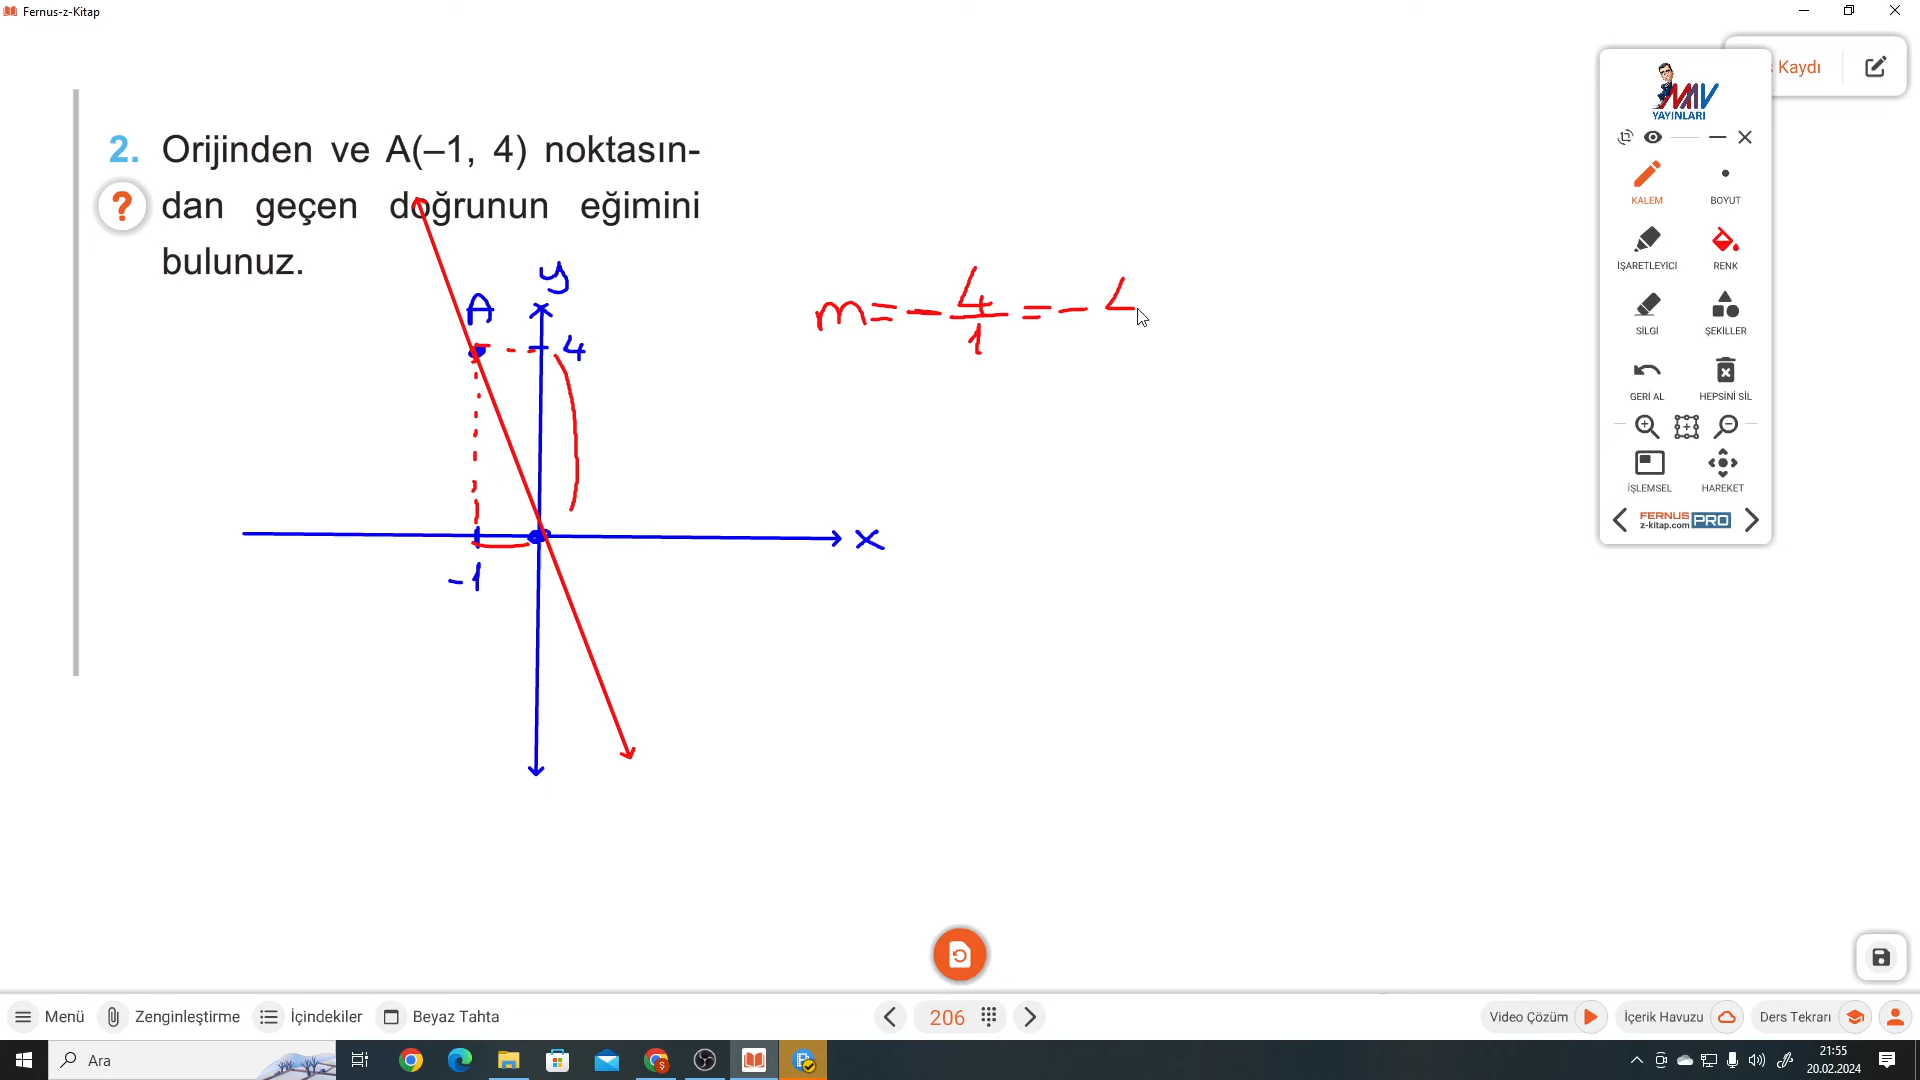 Fernus-z-Kitap
Kaydı
MAV
YAYINLARI
2. Orijinden ve A(–1, 4) noktasın-
? dan geçen doğrunun eğimini
bulunuz.
KALEM BOYUT
İŞARETLEYİCİ RENK
SİLGİ ŞEKİLLER
GERİ AL HEPSİNİ SİL
İŞLEMSEL HAREKET
FERNUS PRO
z-kitap.com
y
A
4
m = - 4/1 = -
x
-1
Menü Zenginleştirme İçindekiler Beyaz Tahta 206 Video Çözüm İçerik Havuzu Ders Tekrarı
Ara
21:55
20.02.2024